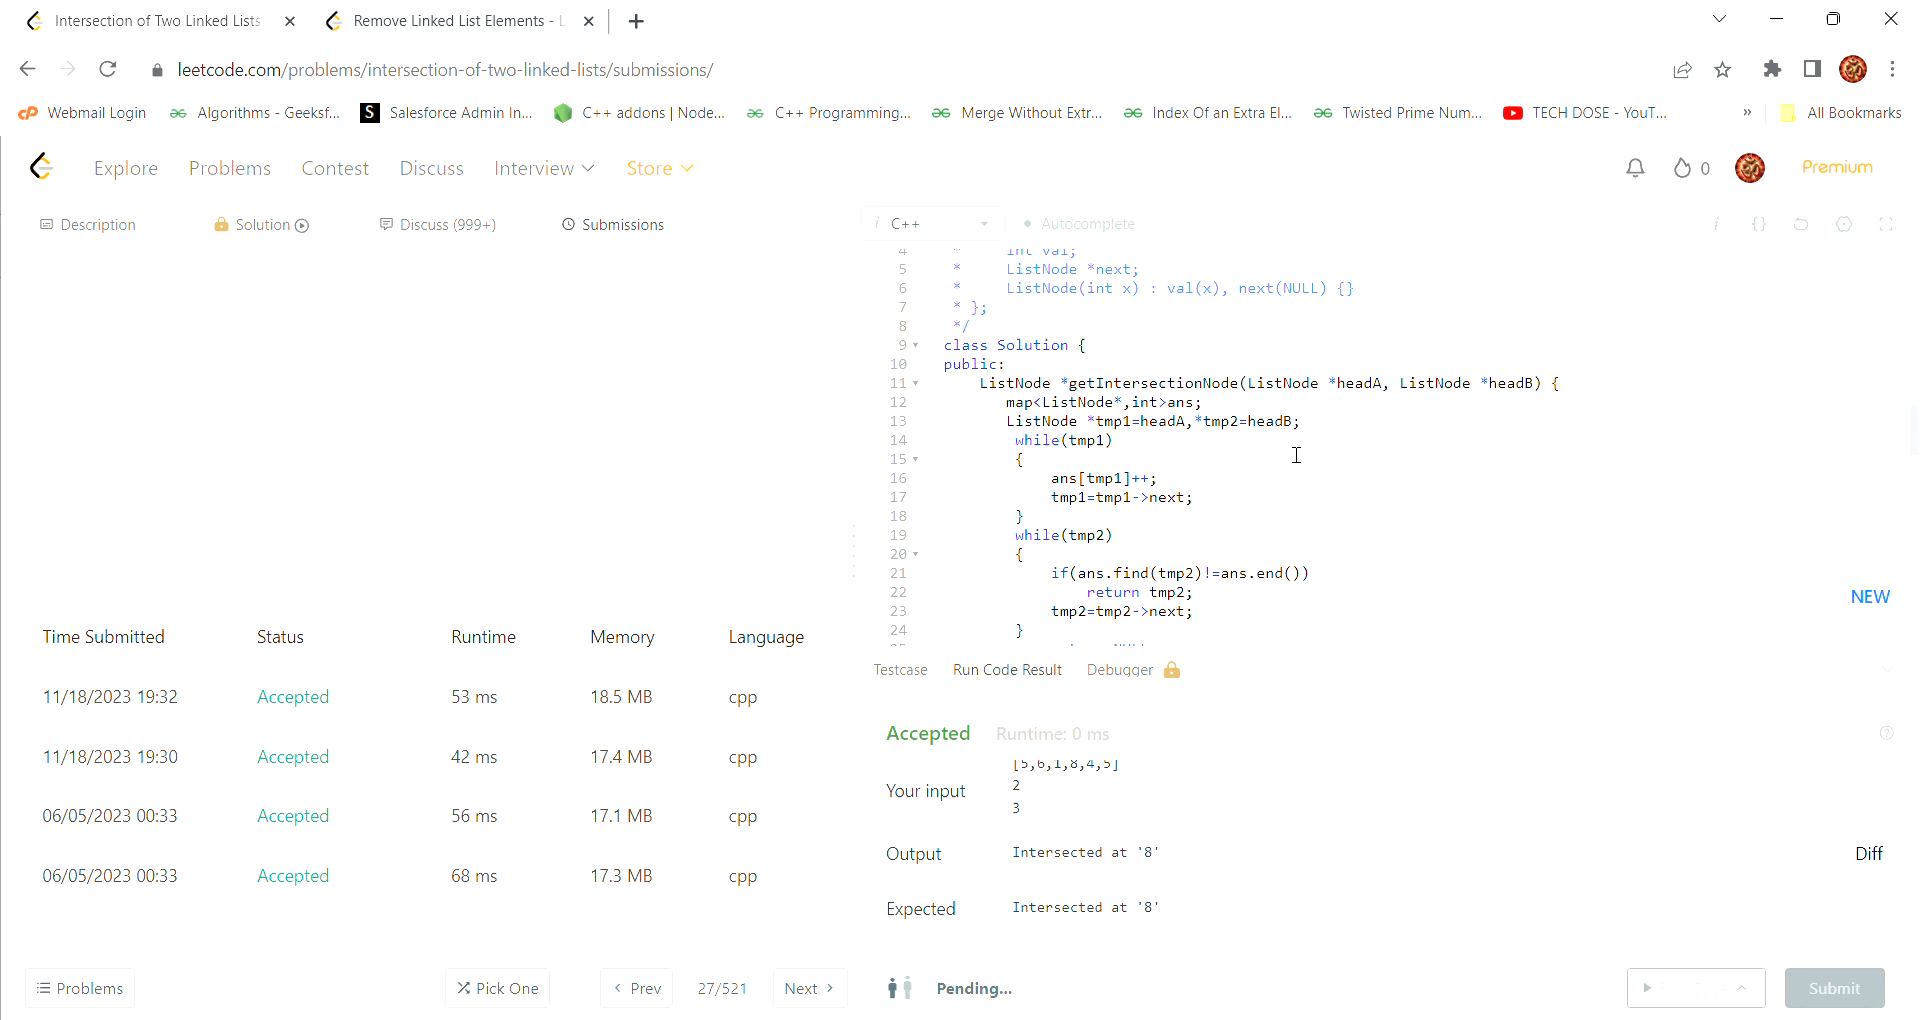 Intersection of Two Linked Lists
Remove Linked List Elements - L
leetcode.com/problems/intersection-of-two-linked-lists/submissions/
Webmail Login
Algorithms - Geeksf...
S
Salesforce Admin In...
C++ addons | Node...
C++ Programming...
Merge Without Extr...
Index Of an Extra El...
Twisted Prime Num...
TECH DOSE - YouT...
»
All Bookmarks
Explore
Problems
Contest
Discuss
Interview
Store
0
Premium
Description
Solution
Discuss (999+)
Submissions
i C++
Autocomplete
i {}
4 * int val;
5 * ListNode *next;
6 * ListNode(int x) : val(x), next(NULL) {}
7 * };
8 */
9 class Solution {
10 public:
11 ListNode *getIntersectionNode(ListNode *headA, ListNode *headB) {
12 map<ListNode*,int>ans;
13 ListNode *tmp1=headA,*tmp2=headB;
14 while(tmp1)
15 {
16 ans[tmp1]++;
17 tmp1=tmp1->next;
18 }
19 while(tmp2)
20 {
21 if(ans.find(tmp2)!=ans.end())
22 return tmp2;
23 tmp2=tmp2->next;
24 }
NEW
Time Submitted Status Runtime Memory Language
11/18/2023 19:32 Accepted 53 ms 18.5 MB cpp
11/18/2023 19:30 Accepted 42 ms 17.4 MB cpp
06/05/2023 00:33 Accepted 56 ms 17.1 MB cpp
06/05/2023 00:33 Accepted 68 ms 17.3 MB cpp
Testcase
Run Code Result
Debugger
Accepted Runtime: 0 ms
Your input
[5,6,1,8,4,5]
2
3
Output Intersected at '8'
Diff
Expected Intersected at '8'
Problems
Pick One
Prev
27/521
Next
Pending...
Submit